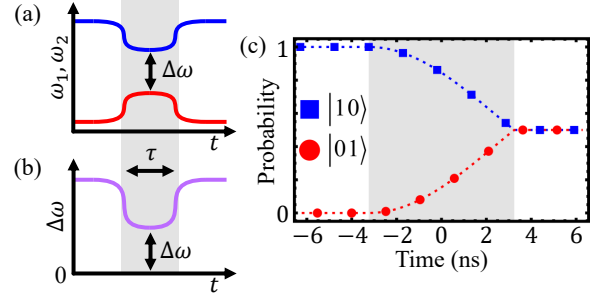 (a)
ω₁, ω₂
Δω
t
(b)
Δω
τ
Δω
0
t
(c)
Probability
1
0
|10⟩
|01⟩
−6 −4 −2 0 2 4 6
Time (ns)